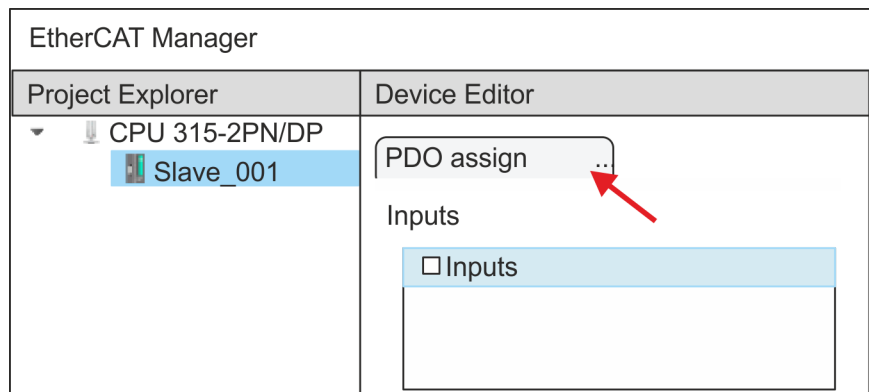 EtherCAT Manager
Project Explorer
Device Editor
CPU 315-2PN/DP
Slave_001
PDO assign ...
Inputs
Inputs